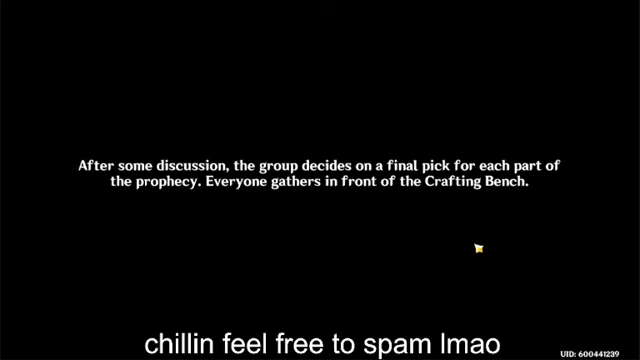 After some discussion, the group decides on a final pick for each part of
the prophecy. Everyone gathers in front of the Crafting Bench.
chillin feel free to spam lmao
UID: 600441239